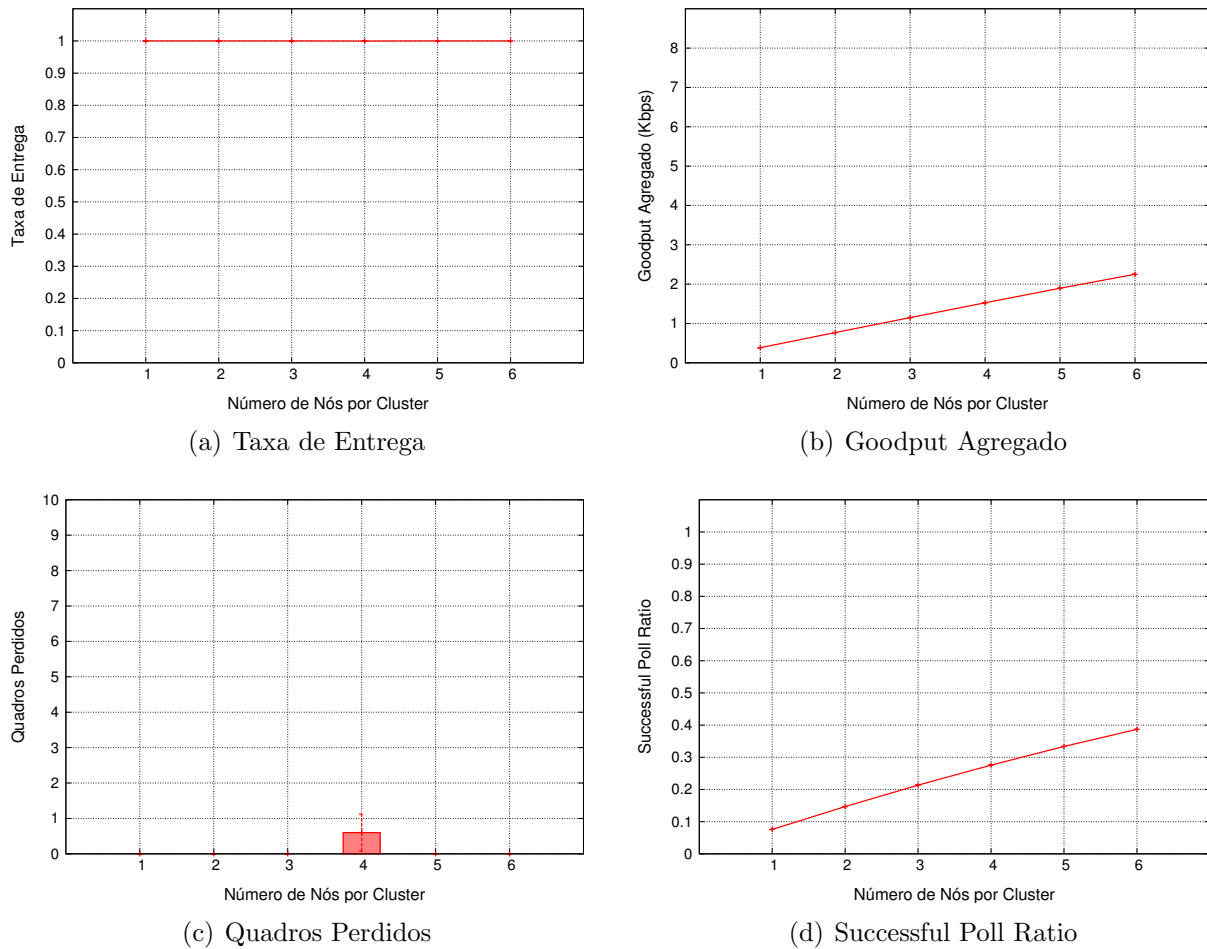 1
0.9
0.8
0.7
0.6
0.5
0.4
0.3
0.2
0.1
0
Taxa de Entrega
1 2 3 4 5 6
Número de Nós por Cluster
(a) Taxa de Entrega
8
7
6
5
4
3
2
1
0
Goodput Agregado (Kbps)
1 2 3 4 5 6
Número de Nós por Cluster
(b) Goodput Agregado
10
9
8
7
6
5
4
3
2
1
0
Quadros Perdidos
1 2 3 4 5 6
Número de Nós por Cluster
(c) Quadros Perdidos
1
0.9
0.8
0.7
0.6
0.5
0.4
0.3
0.2
0.1
0
Successful Poll Ratio
1 2 3 4 5 6
Número de Nós por Cluster
(d) Successful Poll Ratio